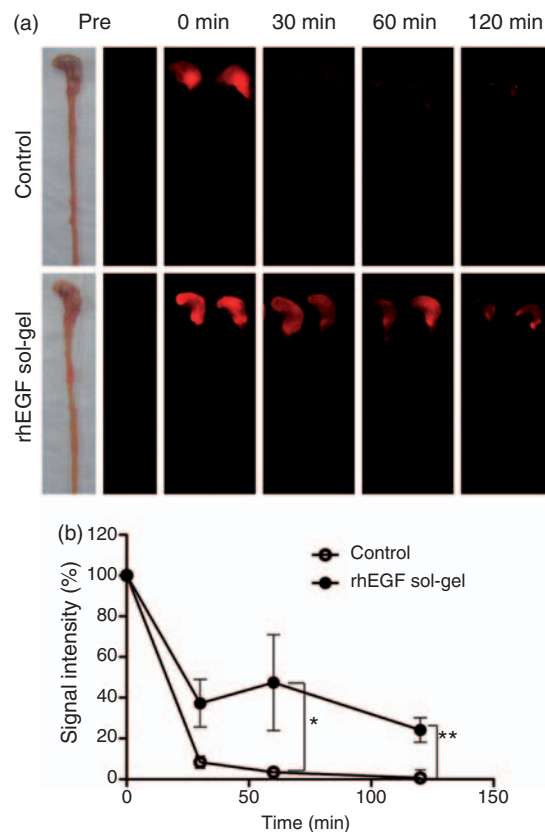 (a) Pre 0 min 30 min 60 min 120 min
Control
rhEGF sol-gel
(b)
Control
rhEGF sol-gel
Signal intensity (%)
120
100
80
60
40
20
0
*
**
0 50 100 150
Time (min)